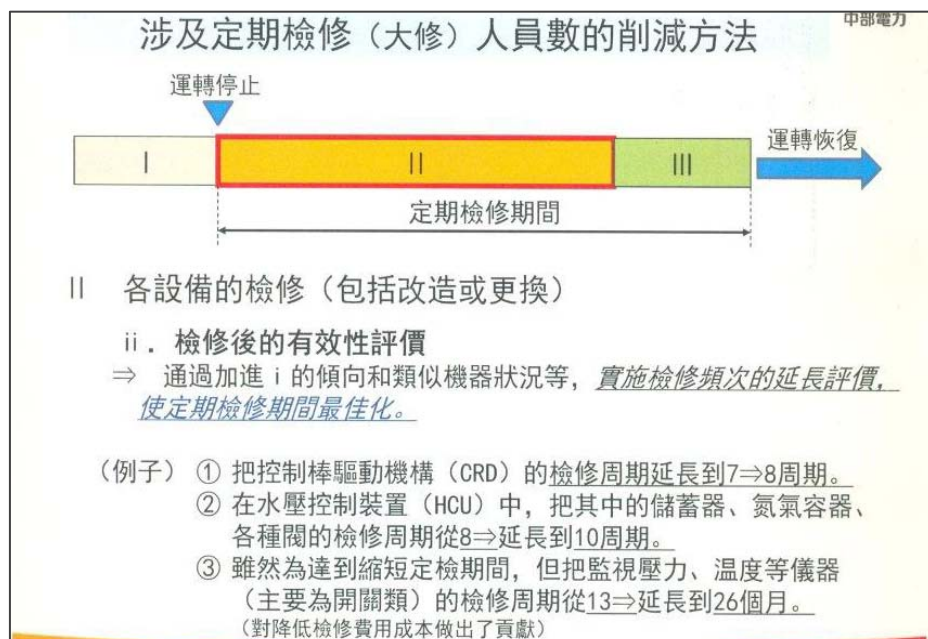 中部電力
涉及定期檢修（大修）人員數的削減方法
運轉停止
I
II
III
運轉恢復
定期檢修期間
II 各設備的檢修（包括改造或更換）
ii．檢修後的有效性評價
⇒ 通過加進 i 的傾向和類似機器狀況等，實施檢修頻次的延長評價，
使定期檢修期間最佳化。
（例子）① 把控制棒驅動機構（CRD）的檢修周期延長到7⇒8周期。
② 在水壓控制裝置（HCU）中，把其中的儲蓄器、氮氣容器、
各種閥的檢修周期從8⇒延長到10周期。
③ 雖然為達到縮短定檢期間，但把監視壓力、温度等儀器
（主要為開關類）的檢修周期從13⇒延長到26個月。
（對降低檢修費用成本做出了貢獻）